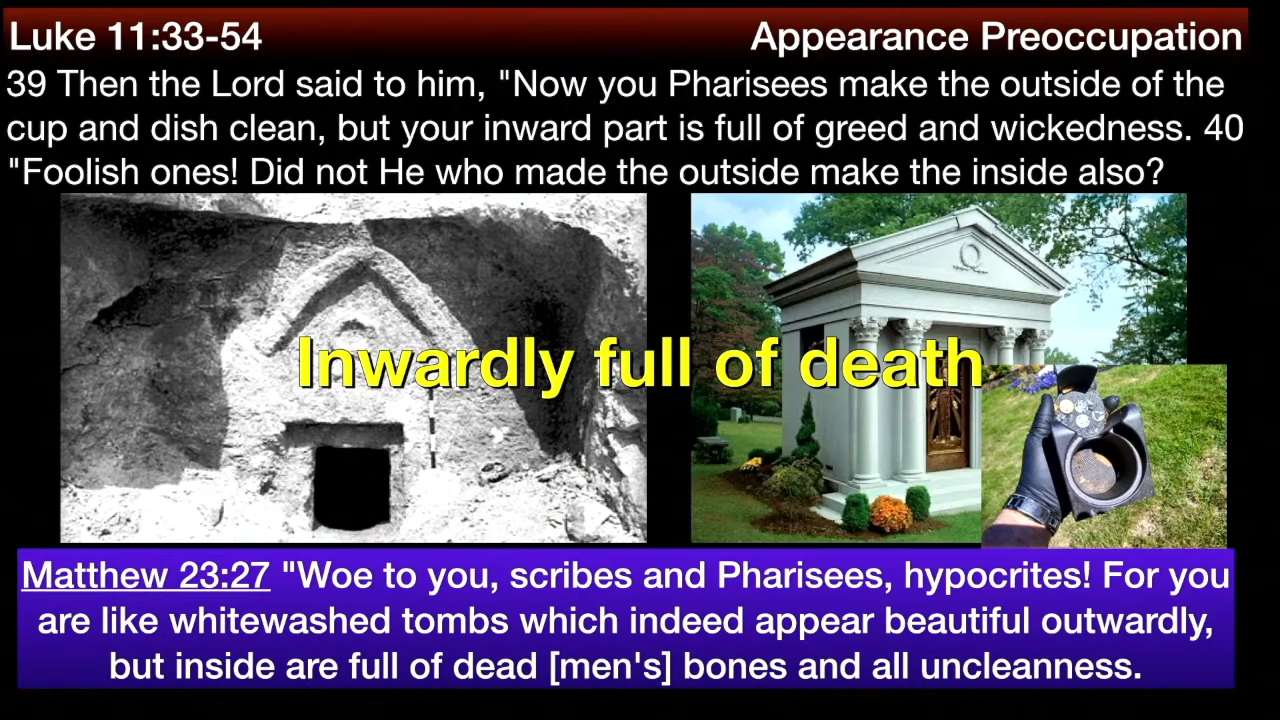 Luke 11:33-54 Appearance Preoccupation
39 Then the Lord said to him, "Now you Pharisees make the outside of the
cup and dish clean, but your inward part is full of greed and wickedness. 40
"Foolish ones! Did not He who made the outside make the inside also?
Inwardly full of death
Matthew 23:27 "Woe to you, scribes and Pharisees, hypocrites! For you
are like whitewashed tombs which indeed appear beautiful outwardly,
but inside are full of dead [men's] bones and all uncleanness.